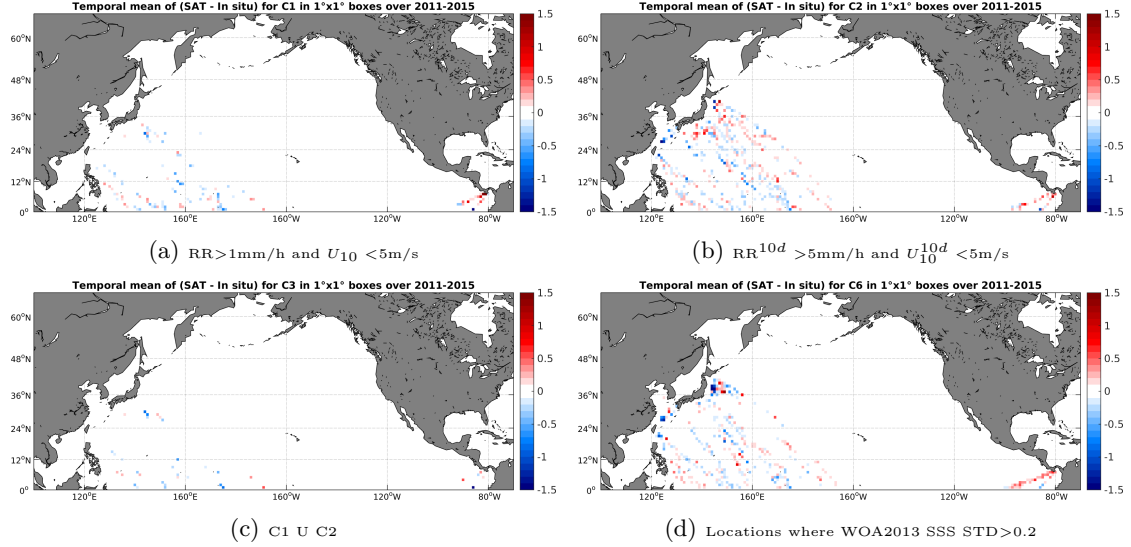 Temporal mean of (SAT - In situ) for C1 in 1°x1° boxes over 2011-2015
60°N
48°N
36°N
24°N
12°N
0°
120°E
160°E
160°W
120°W
80°W
1.5
1
0.5
0
-0.5
-1
-1.5
(a) RR>1mm/h and U10 <5m/s
Temporal mean of (SAT - In situ) for C2 in 1°x1° boxes over 2011-2015
60°N
48°N
36°N
24°N
12°N
0°
120°E
160°E
160°W
120°W
80°W
1.5
1
0.5
0
-0.5
-1
-1.5
(b) RR^10d >5mm/h and U10^10d <5m/s
Temporal mean of (SAT - In situ) for C3 in 1°x1° boxes over 2011-2015
60°N
48°N
36°N
24°N
12°N
0°
120°E
160°E
160°W
120°W
80°W
1.5
1
0.5
0
-0.5
-1
-1.5
(c) C1 U C2
Temporal mean of (SAT - In situ) for C6 in 1°x1° boxes over 2011-2015
60°N
48°N
36°N
24°N
12°N
0°
120°E
160°E
160°W
120°W
80°W
1.5
1
0.5
0
-0.5
-1
-1.5
(d) Locations where WOA2013 SSS STD>0.2